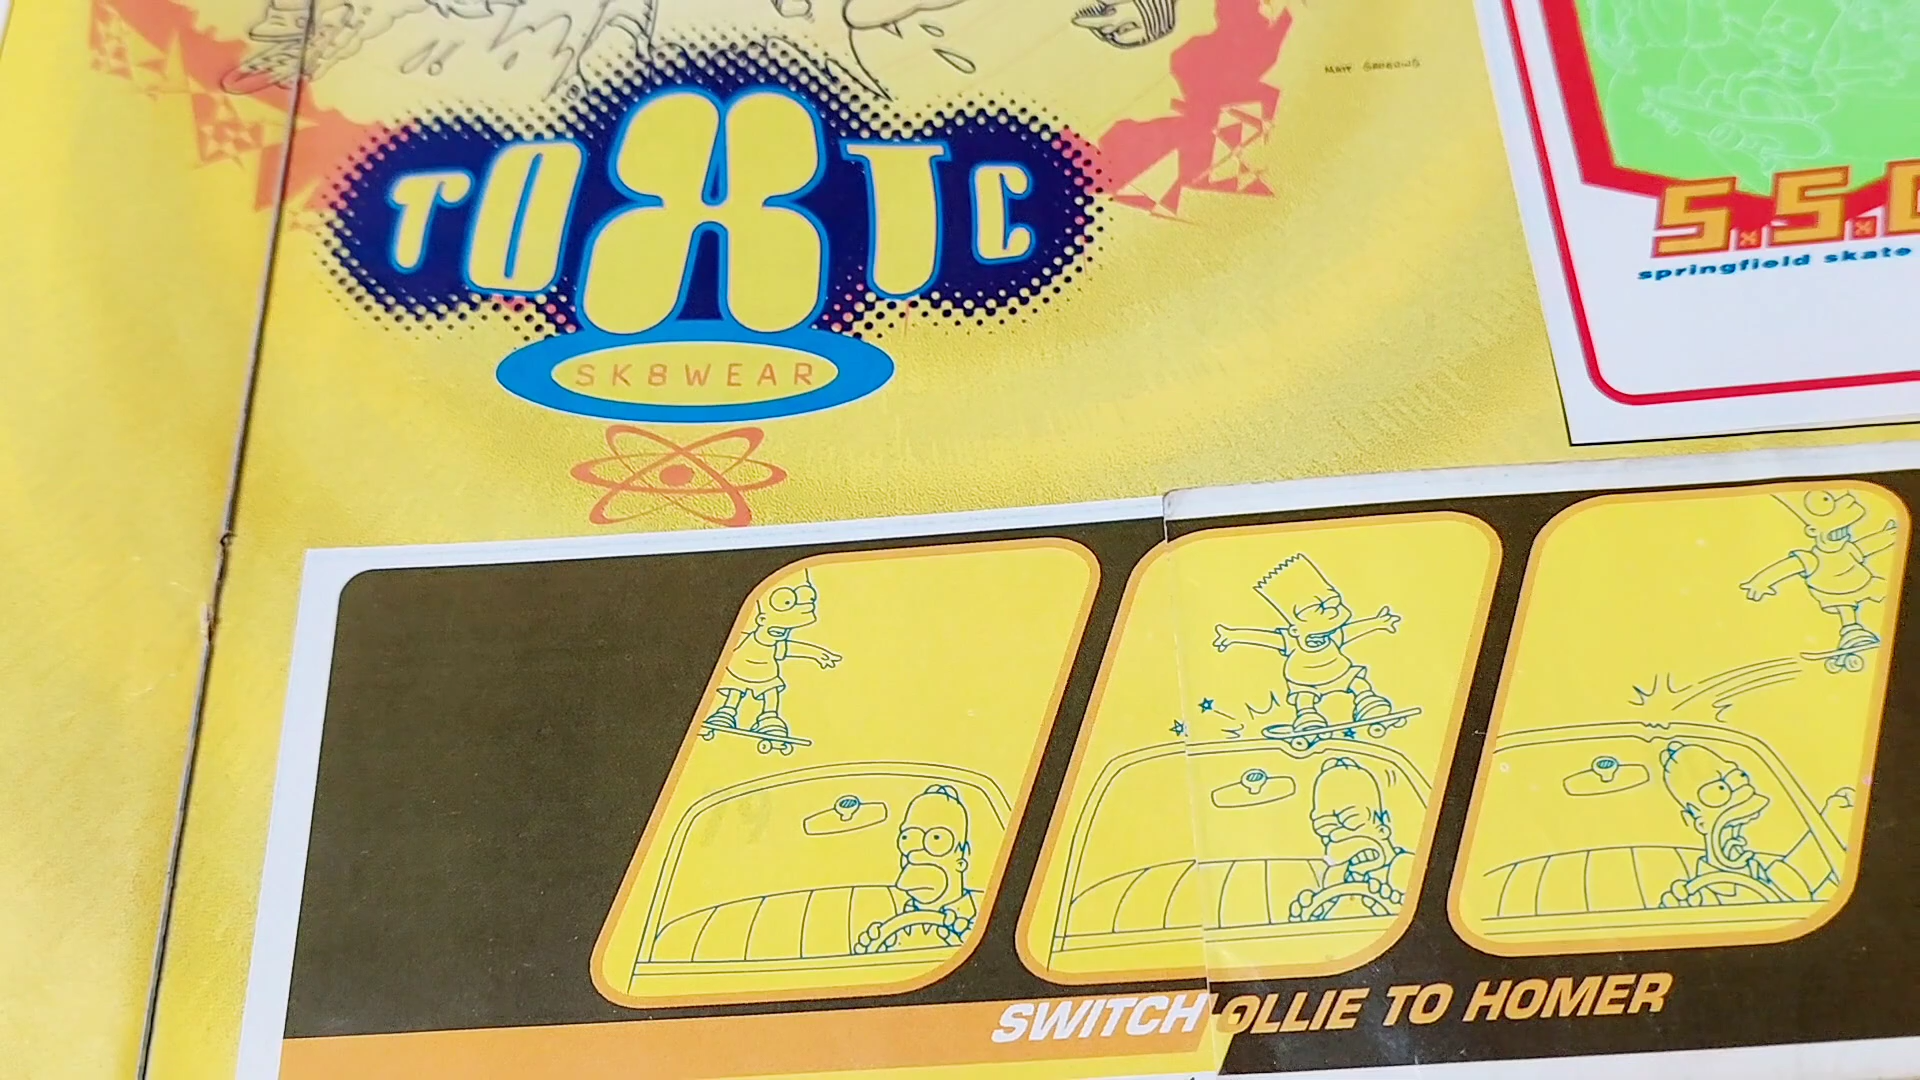 MATT GROENING
TOXIC
SK8WEAR
S.S.
springfield skate
SWITCH OLLIE TO HOMER